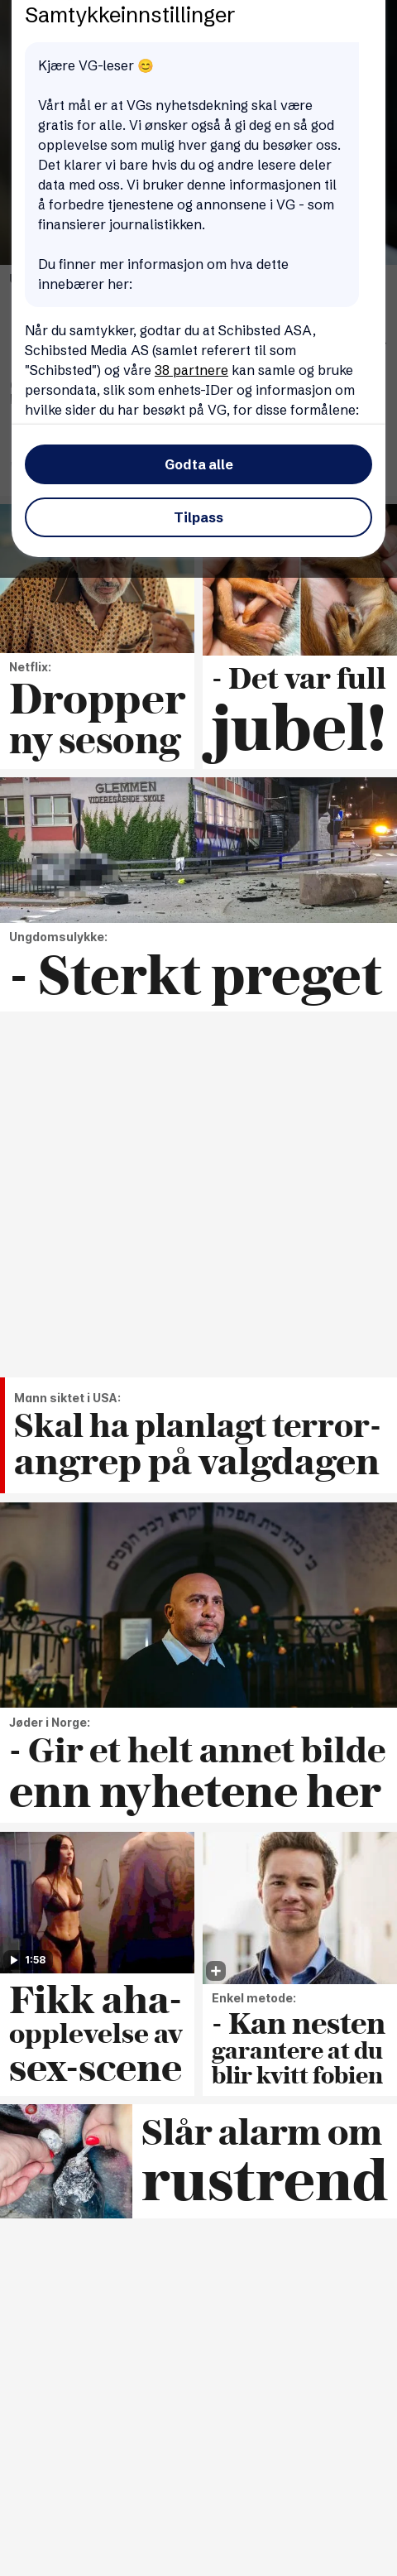 Samtykkeinnstillinger
Kjære VG-leser 😊
Vårt mål er at VGs nyhetsdekning skal være
gratis for alle. Vi ønsker også å gi deg en så god
opplevelse som mulig hver gang du besøker oss.
Det klarer vi bare hvis du og andre lesere deler
data med oss. Vi bruker denne informasjonen til
å forbedre tjenestene og annonsene i VG - som
finansierer journalistikken.
Du finner mer informasjon om hva dette
innebærer her:
Når du samtykker, godtar du at Schibsted ASA,
Schibsted Media AS (samlet referert til som
"Schibsted") og våre 38 partnere kan samle og bruke
persondata, slik som enhets-IDer og informasjon om
hvilke sider du har besøkt på VG, for disse formålene:
Godta alle
Tilpass
Netflix:
Dropper
ny sesong
- Det var full
jubel!
GLEMMEN
VIDEREGÅENDE SKOLE
Ungdomsulykke:
- Sterkt preget
Mann siktet i USA:
Skal ha planlagt terror-
angrep på valgdagen
Jøder i Norge:
- Gir et helt annet bilde
enn nyhetene her
1:58
Fikk aha-
opplevelse av
sex-scene
Enkel metode:
- Kan nesten
garantere at du
blir kvitt fobien
Slår alarm om
rustrend